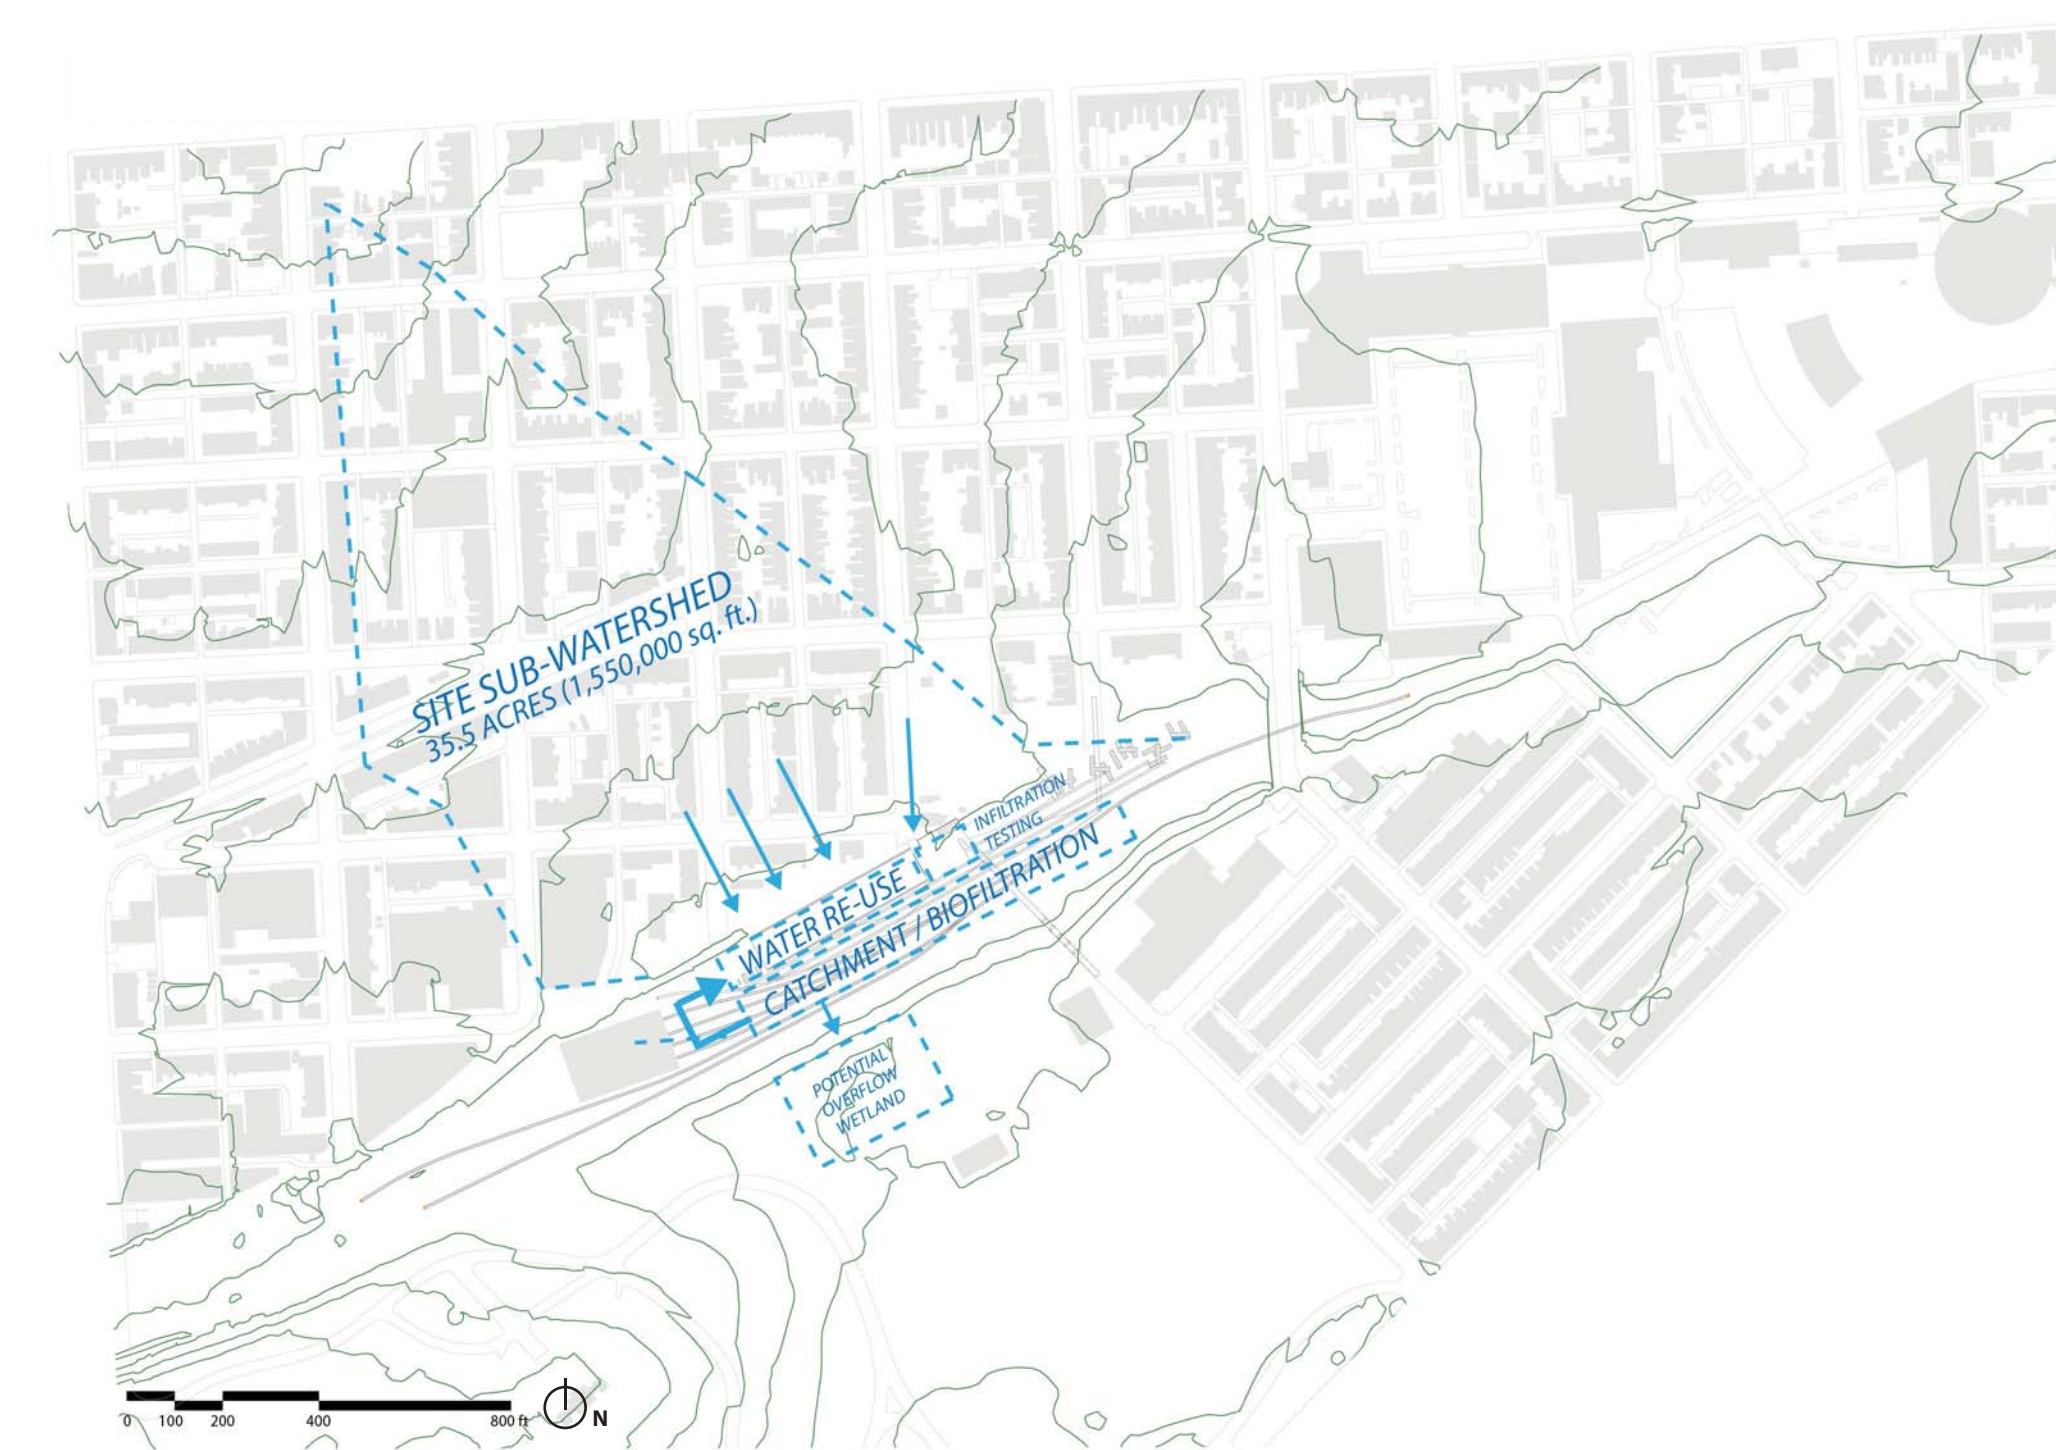 SITE SUB-WATERSHED
35.5 ACRES (1,550,000 sq. ft.)
INFILTRATION
TESTING
WATER RE-USE
CATCHMENT / BIOFILTRATION
POTENTIAL
OVERFLOW
WETLAND
0 100 200 400 800 ft
N